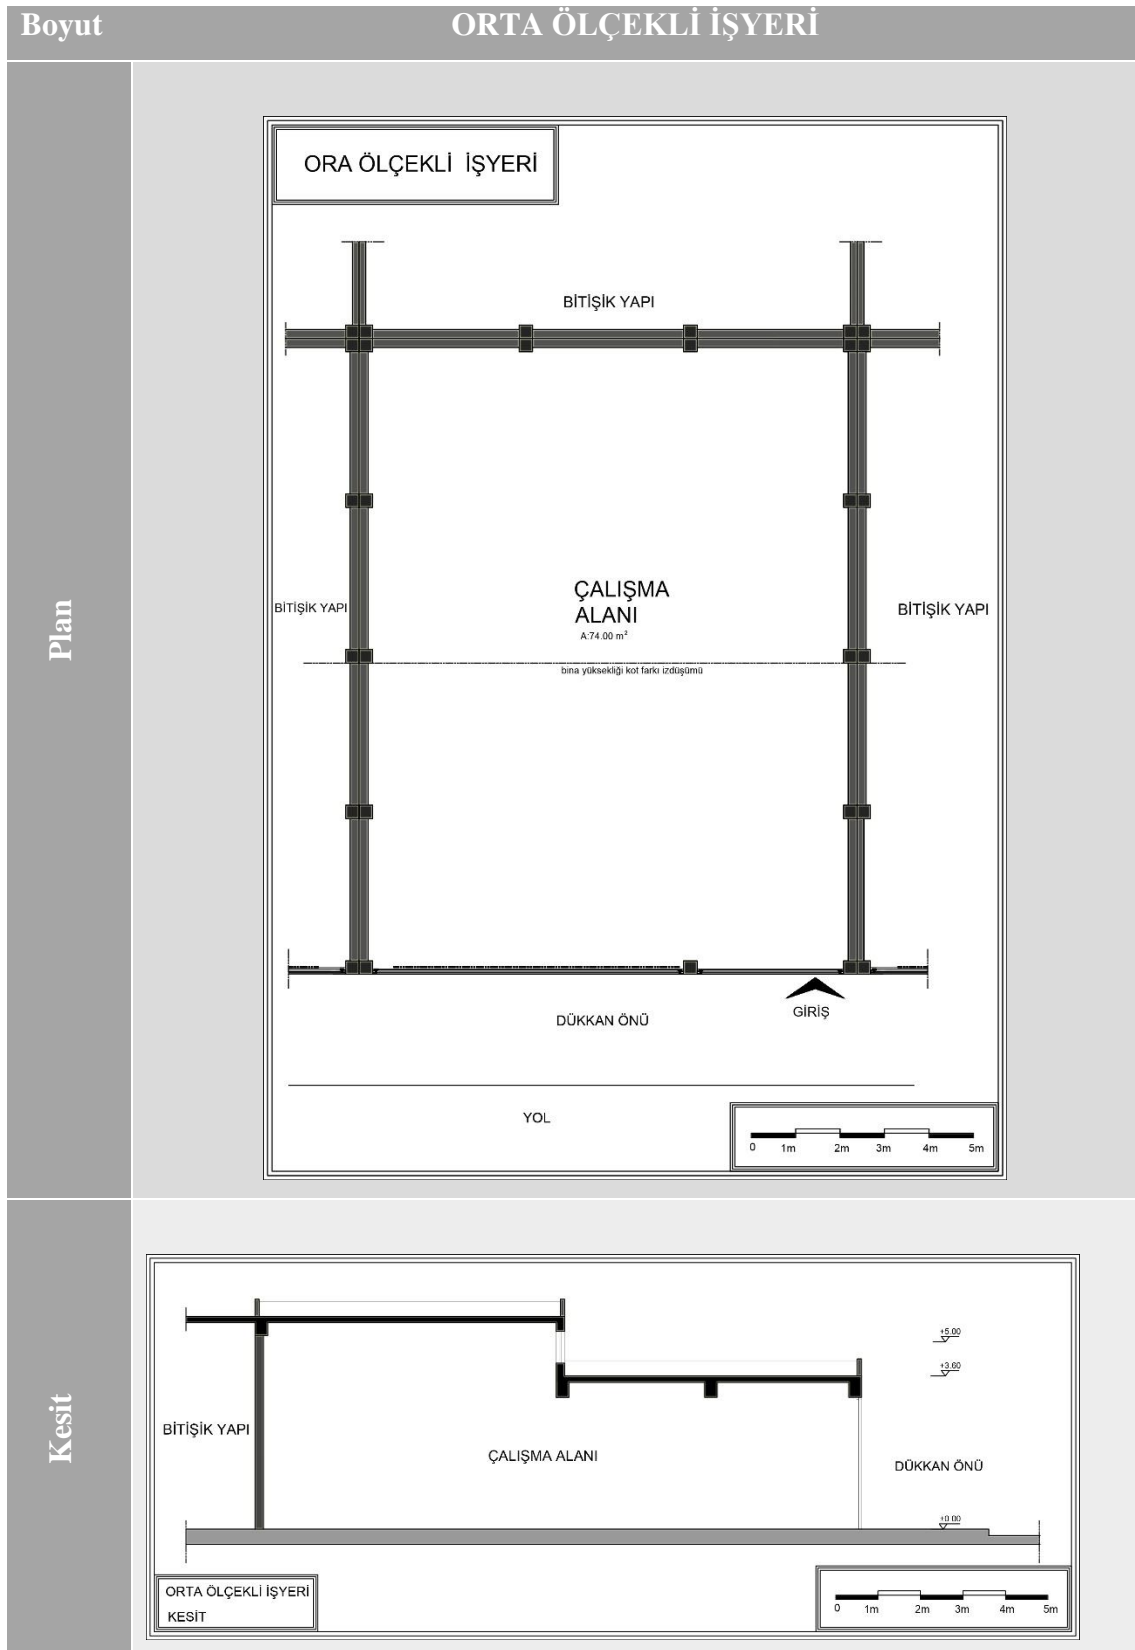 Boyut
ORTA ÖLÇEKLİ İŞYERİ
Plan
ORA ÖLÇEKLİ İŞYERİ
BİTİŞİK YAPI
BİTİŞİK YAPI
ÇALIŞMA
ALANI
A:74.00 m²
BİTİŞİK YAPI
bina yüksekliği kot farkı izdüşümü
GİRİŞ
DÜKKAN ÖNÜ
YOL
0 1m 2m 3m 4m 5m
Kesit
+5.00
+3.60
BİTİŞİK YAPI
ÇALIŞMA ALANI
DÜKKAN ÖNÜ
+0.00
ORTA ÖLÇEKLİ İŞYERİ
KESİT
0 1m 2m 3m 4m 5m